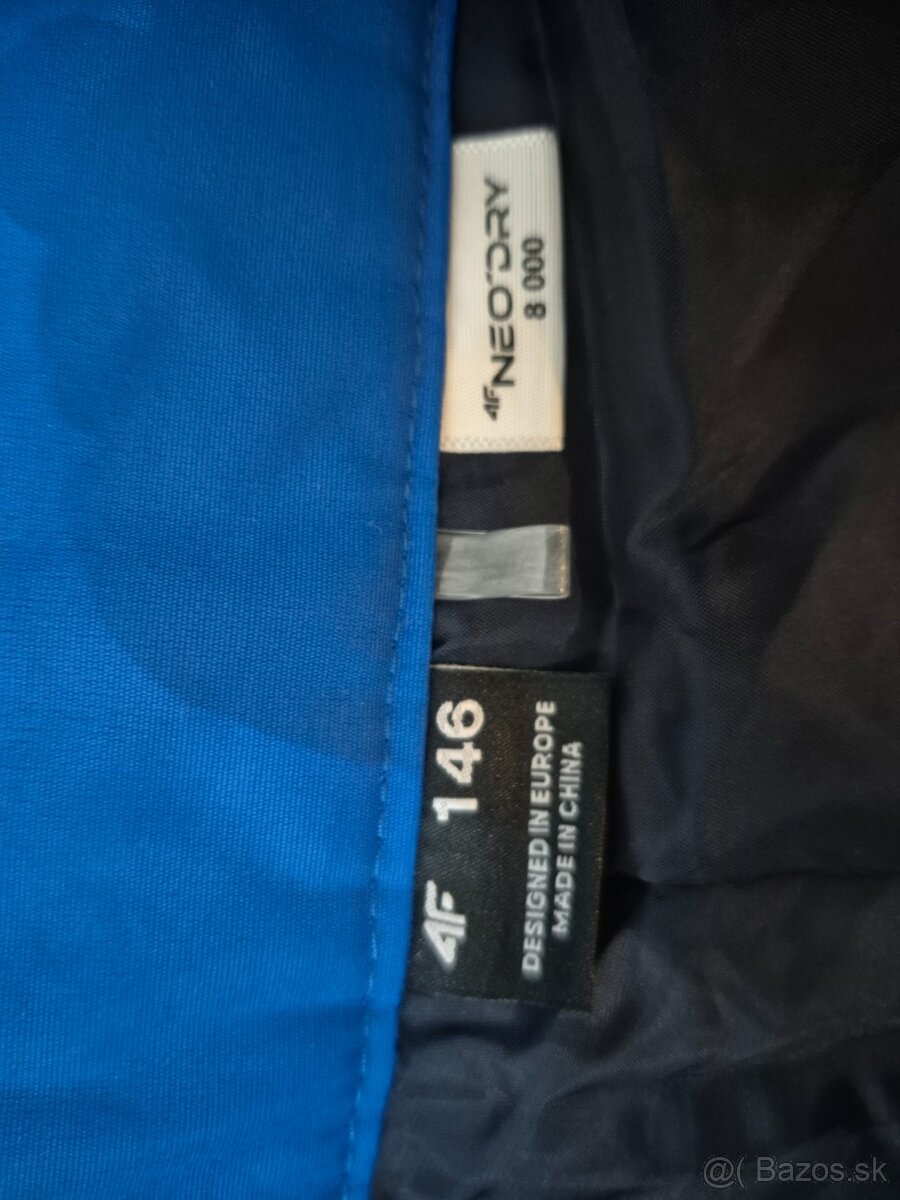 4F NEO'DRY
8 000
4F 146
DESIGNED IN EUROPE
MADE IN CHINA
@( Bazos.sk